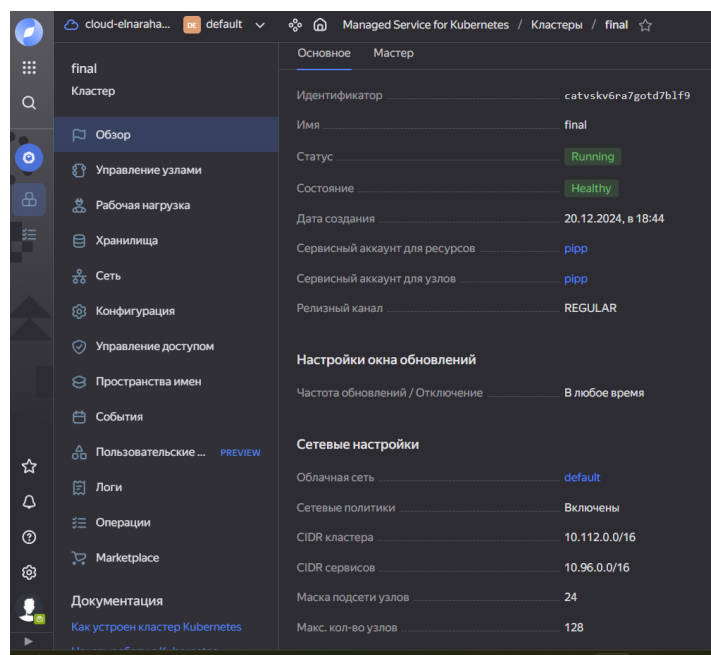 cloud-elnaraha... DE default Managed Service for Kubernetes / Кластеры / final
final
Кластер
Обзор
Управление узлами
Рабочая нагрузка
Хранилища
Сеть
Конфигурация
Управление доступом
Пространства имен
События
Пользовательские ... PREVIEW
Логи
Операции
Marketplace
Документация
Как устроен кластер Kubernetes
Основное Мастер
Идентификатор catvskv6ra7gotd7blf9
Имя final
Статус Running
Состояние Healthy
Дата создания 20.12.2024, в 18:44
Сервисный аккаунт для ресурсов pipp
Сервисный аккаунт для узлов pipp
Релизный канал REGULAR
Настройки окна обновлений
Частота обновлений / Отключение В любое время
Сетевые настройки
Облачная сеть default
Сетевые политики Включены
CIDR кластера 10.112.0.0/16
CIDR сервисов 10.96.0.0/16
Маска подсети узлов 24
Макс. кол-во узлов 128